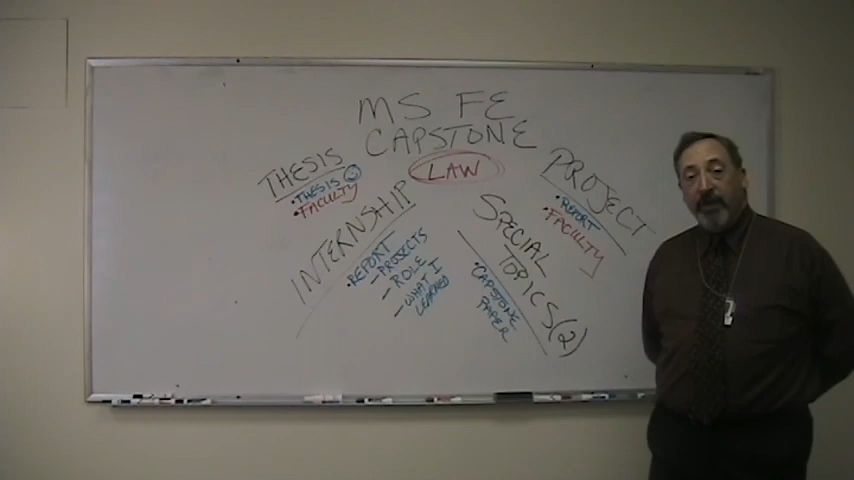 MS FE
CAPSTONE
LAW
THESIS
• THESIS
• FACULTY
INTERNSHIP
• REPORT
- PROJECTS
- ROLE
- WHAT I
LEARNED
SPECIAL
TOPICS (2)
• CAPSTONE
PAPER
PROJECT
• REPORT
• FACULTY